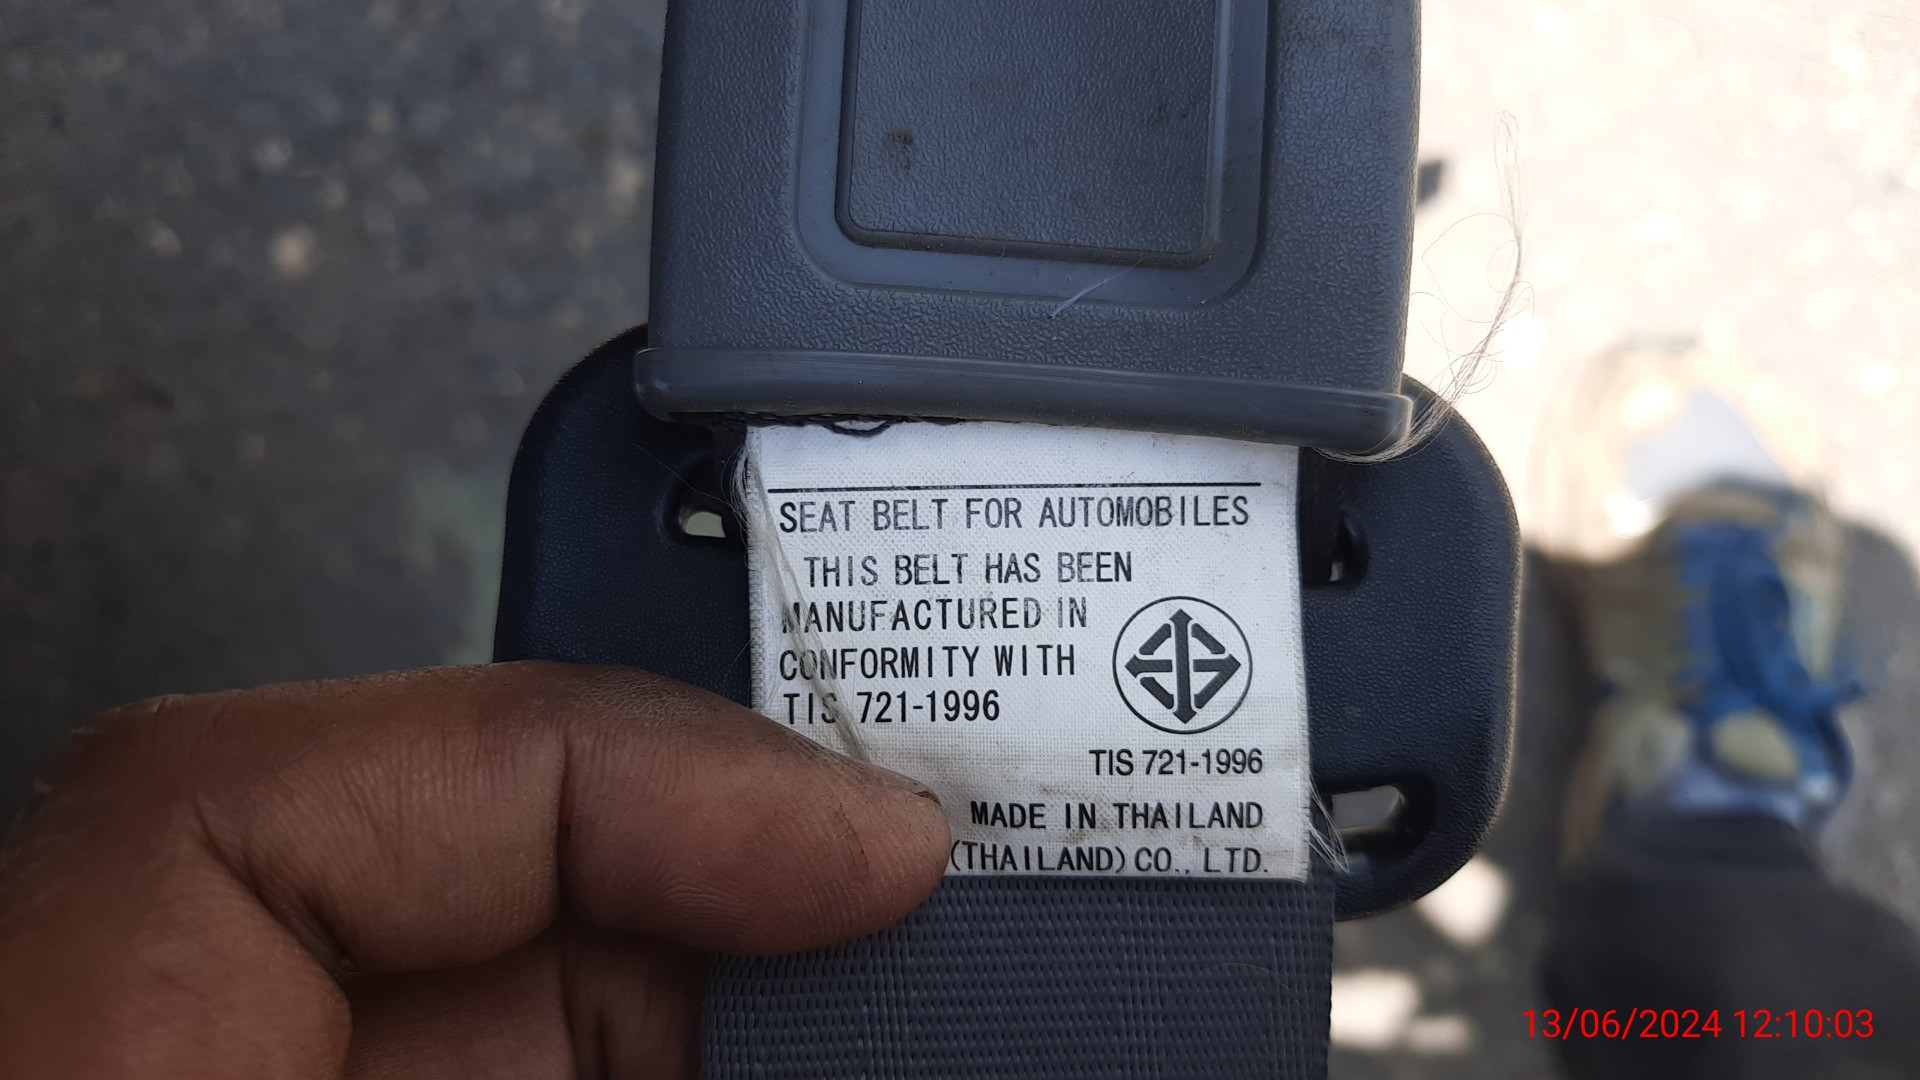 SEAT BELT FOR AUTOMOBILES
THIS BELT HAS BEEN
MANUFACTURED IN
CONFORMITY WITH
TIS 721-1996
TIS 721-1996
MADE IN THAILAND
(THAILAND) CO., LTD.
13/06/2024 12:10:03